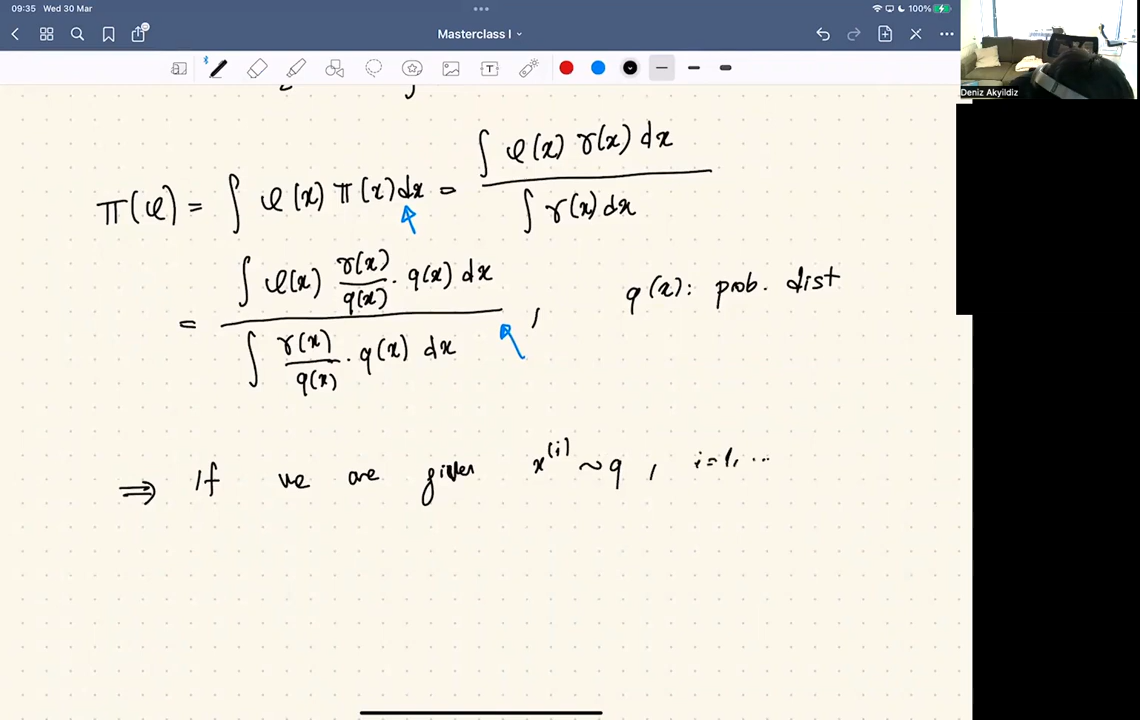 09:35 Wed 30 Mar
100%
Masterclass I
Deniz Akyildiz
π(φ) = ∫ φ(x) π(x) dx = ∫ φ(x) γ(x) dx / ∫ γ(x) dx
= ∫ φ(x) γ(x)/q(x) · q(x) dx / ∫ γ(x)/q(x) · q(x) dx , q(x): prob. dist
⇒ If we are given x^(i) ~ q , i=1, ...